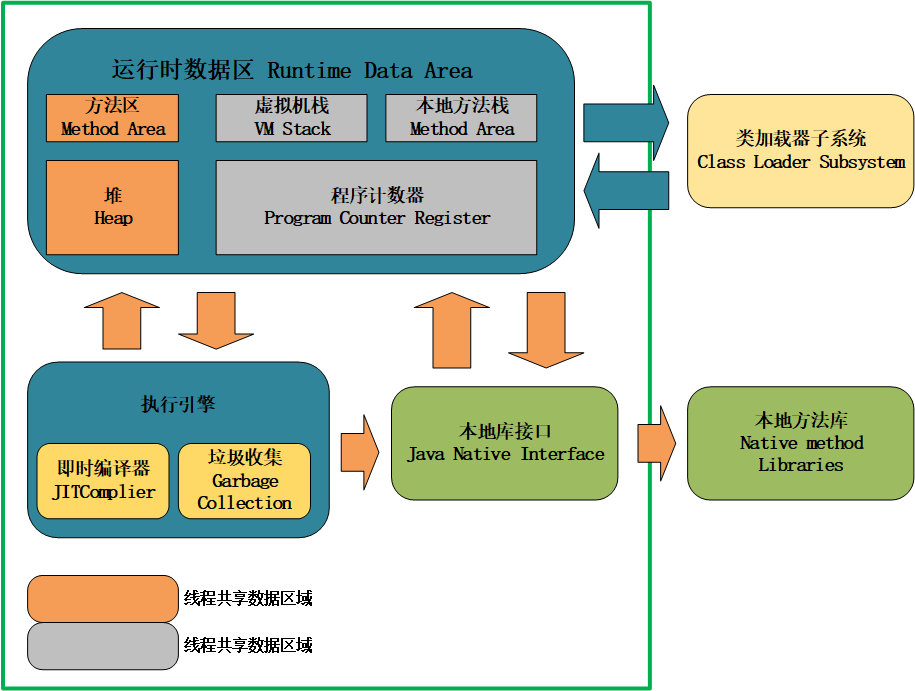 运行时数据区 Runtime Data Area
方法区
Method Area
虚拟机栈
VM Stack
本地方法栈
Method Area
堆
Heap
程序计数器
Program Counter Register
类加载器子系统
Class Loader Subsystem
执行引擎
即时编译器
JITComplier
垃圾收集
Garbage
Collection
本地库接口
Java Native Interface
本地方法库
Native method
Libraries
线程共享数据区域
线程共享数据区域